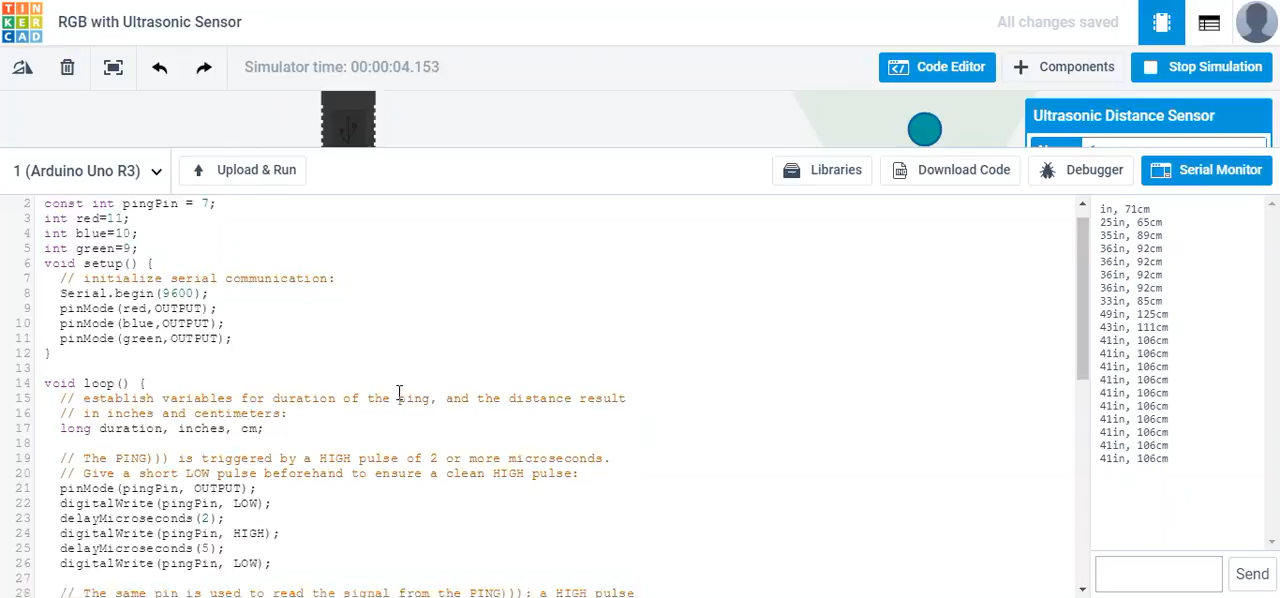 TIN
KER
CAD
RGB with Ultrasonic Sensor
All changes saved
Simulator time: 00:00:04.153
Code Editor
Components
Stop Simulation
Ultrasonic Distance Sensor
1 (Arduino Uno R3)
Upload & Run
Libraries
Download Code
Debugger
Serial Monitor
2 const int pingPin = 7;
3 int red=11;
4 int blue=10;
5 int green=9;
6 void setup() {
7 // initialize serial communication:
8 Serial.begin(9600);
9 pinMode(red,OUTPUT);
10 pinMode(blue,OUTPUT);
11 pinMode(green,OUTPUT);
12 }
13
14 void loop() {
15 // establish variables for duration of the ping, and the distance result
16 // in inches and centimeters:
17 long duration, inches, cm;
18
19 // The PING))) is triggered by a HIGH pulse of 2 or more microseconds.
20 // Give a short LOW pulse beforehand to ensure a clean HIGH pulse:
21 pinMode(pingPin, OUTPUT);
22 digitalWrite(pingPin, LOW);
23 delayMicroseconds(2);
24 digitalWrite(pingPin, HIGH);
25 delayMicroseconds(5);
26 digitalWrite(pingPin, LOW);
27
28 // The same pin is used to read the signal from the PING))): a HIGH pulse
in, 71cm
25in, 65cm
35in, 89cm
36in, 92cm
36in, 92cm
36in, 92cm
36in, 92cm
33in, 85cm
49in, 125cm
43in, 111cm
41in, 106cm
41in, 106cm
41in, 106cm
41in, 106cm
41in, 106cm
41in, 106cm
41in, 106cm
41in, 106cm
41in, 106cm
41in, 106cm
Send